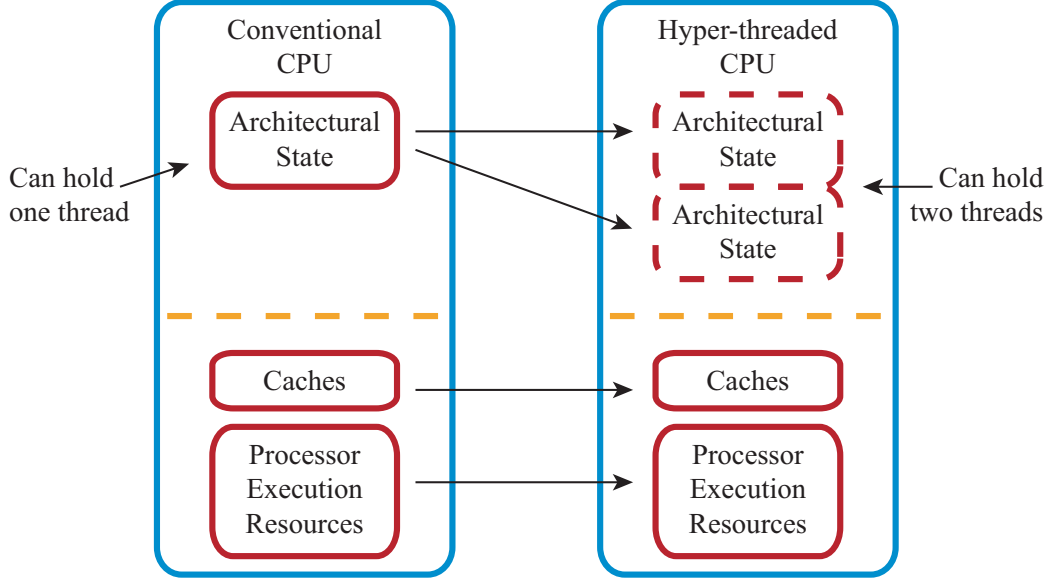 Conventional
CPU
Architectural
State
Can hold
one thread
Caches
Processor
Execution
Resources
Hyper-threaded
CPU
Architectural
State
Architectural
State
Can hold
two threads
Caches
Processor
Execution
Resources